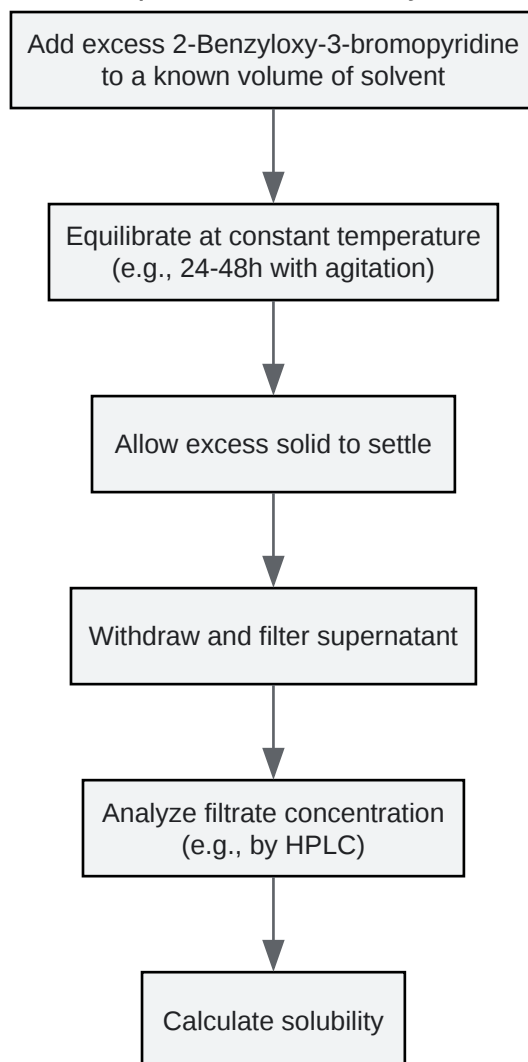 Add excess 2-Benzyloxy-3-bromopyridine
to a known volume of solvent
Equilibrate at constant temperature
(e.g., 24-48h with agitation)
Allow excess solid to settle
Withdraw and filter supernatant
Analyze filtrate concentration
(e.g., by HPLC)
Calculate solubility